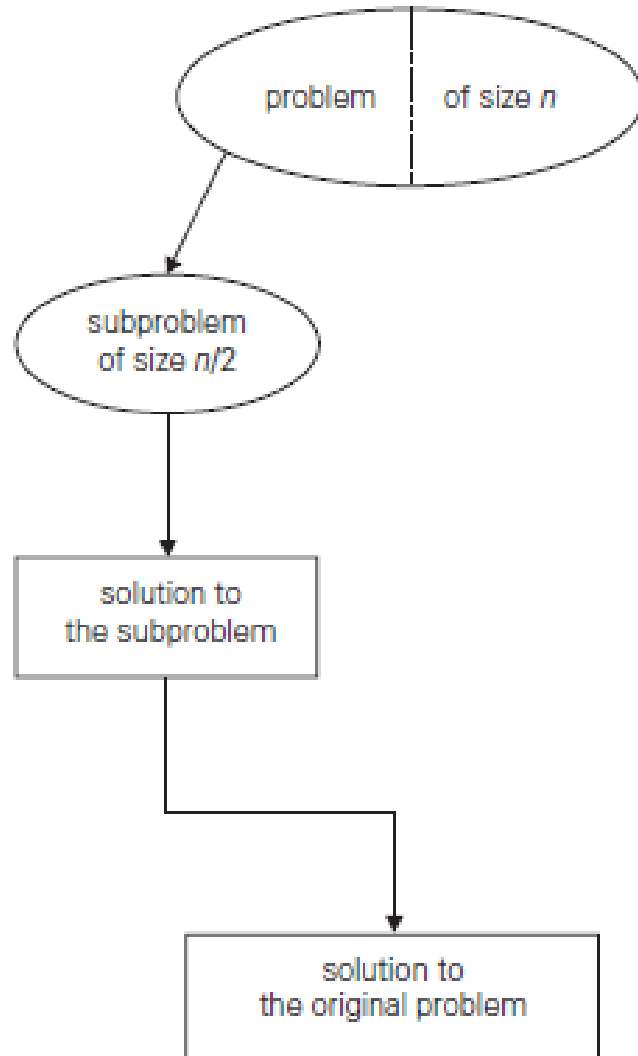 problem of size n
subproblem
of size n/2
solution to
the subproblem
solution to
the original problem